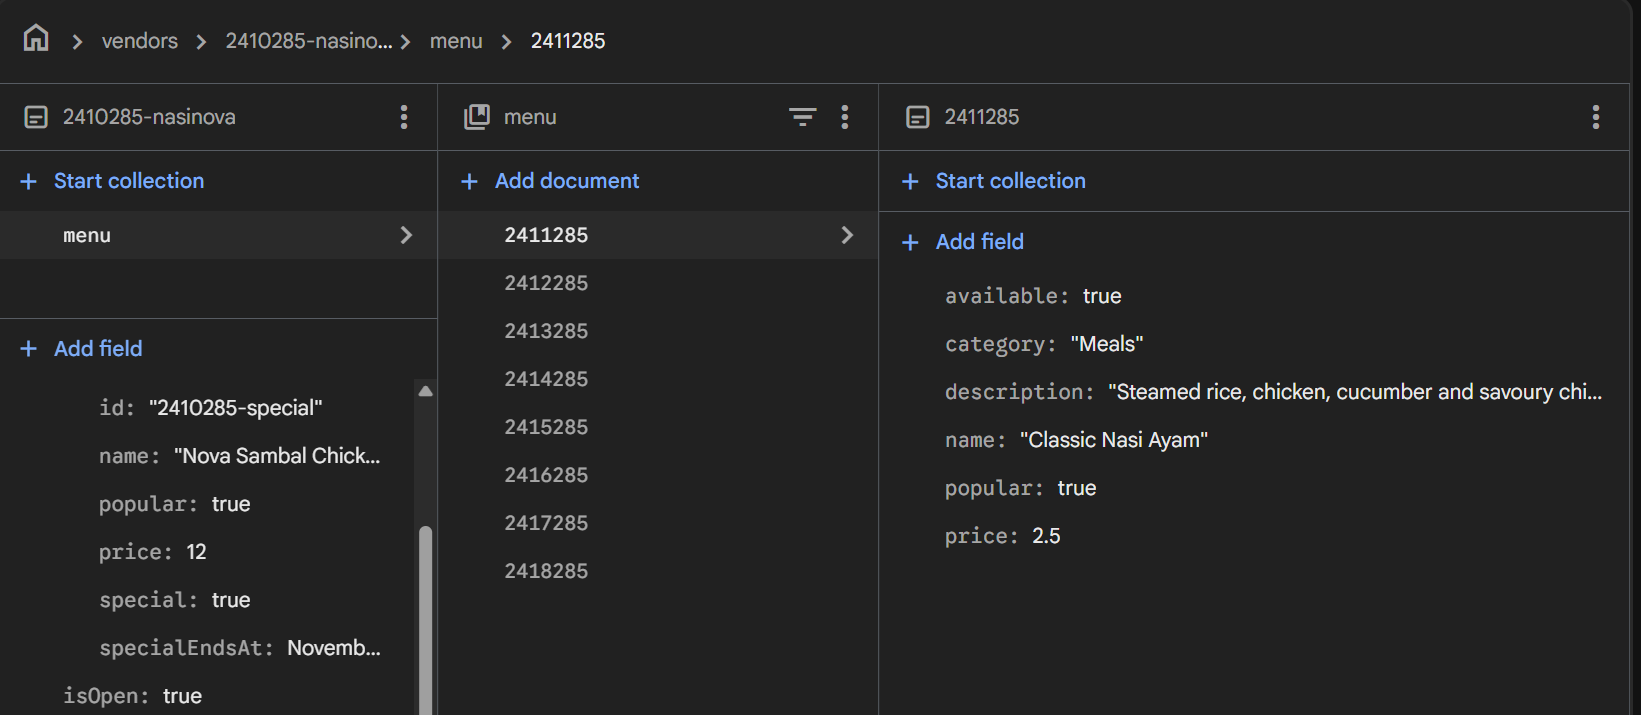 vendors 2410285-nasino... menu 2411285
2410285-nasinova
Start collection
menu
Add field
id: "2410285-special"
name: "Nova Sambal Chick...
popular: true
price: 12
special: true
specialEndsAt: Novemb...
isOpen: true
menu
Add document
2411285
2412285
2413285
2414285
2415285
2416285
2417285
2418285
2411285
Start collection
Add field
available: true
category: "Meals"
description: "Steamed rice, chicken, cucumber and savoury chi...
name: "Classic Nasi Ayam"
popular: true
price: 2.5